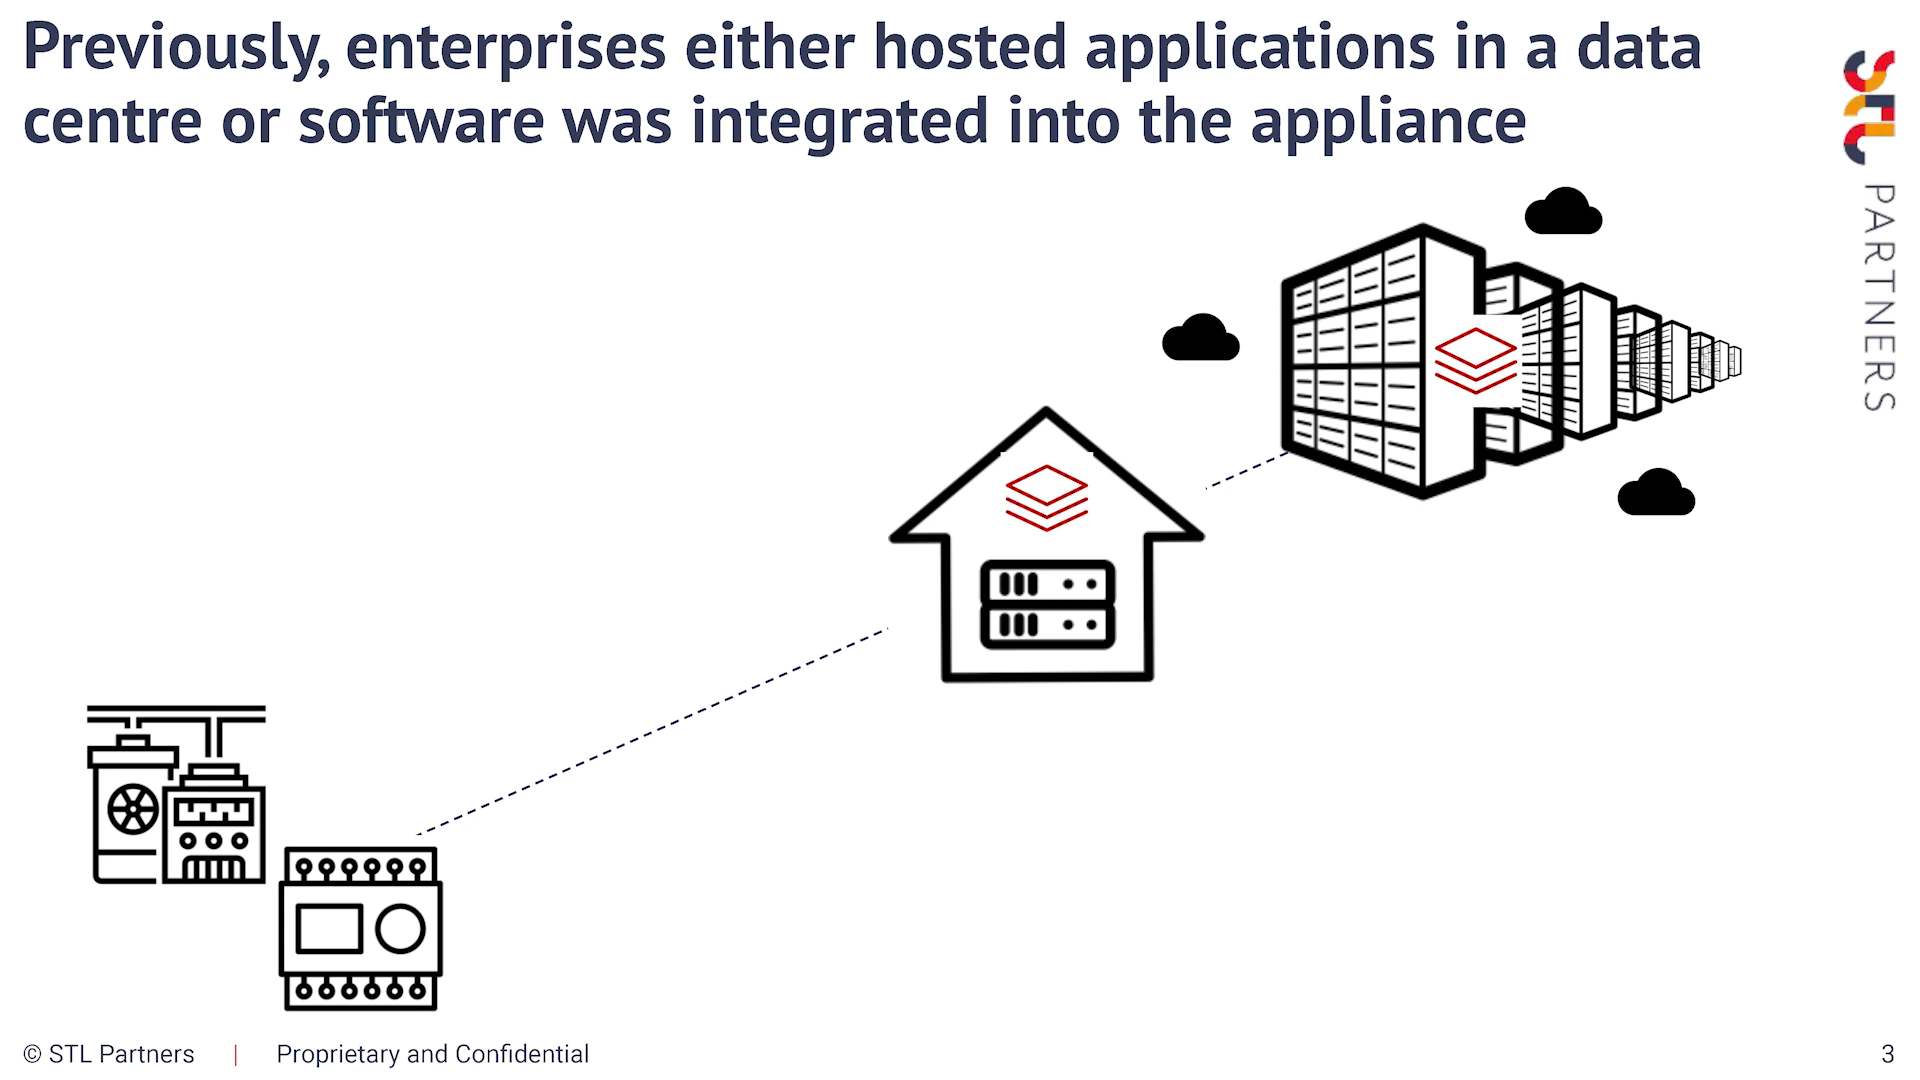 Previously, enterprises either hosted applications in a data
centre or software was integrated into the appliance
STL
PARTNERS
© STL Partners | Proprietary and Confidential
3